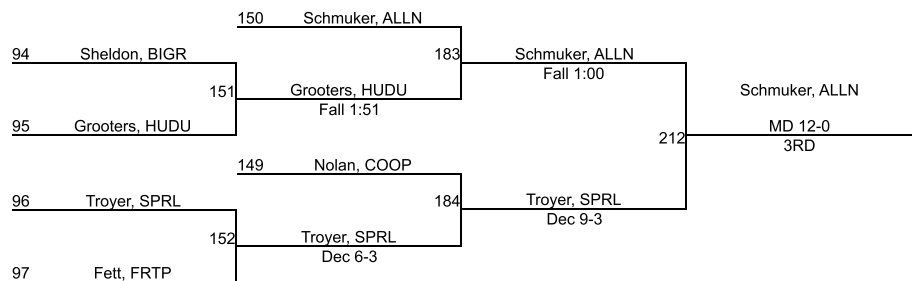 150 Schmuker, ALLN
94 Sheldon, BIGR
183 Schmuker, ALLN
Fall 1:00
151 Grooters, HUDU
Fall 1:51
Schmuker, ALLN
95 Grooters, HUDU
212 MD 12-0
3RD
149 Nolan, COOP
96 Troyer, SPRL
184 Troyer, SPRL
Dec 9-3
152 Troyer, SPRL
Dec 6-3
97 Fett, FRTP